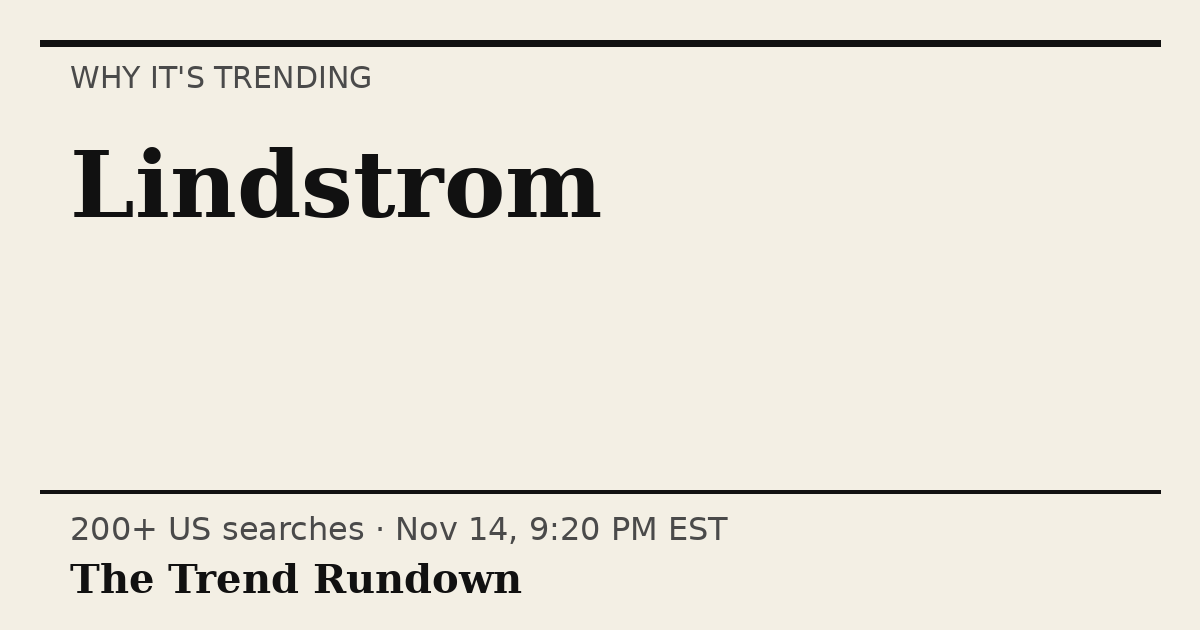 WHY IT'S TRENDING
Lindstrom
200+ US searches · Nov 14, 9:20 PM EST
The Trend Rundown